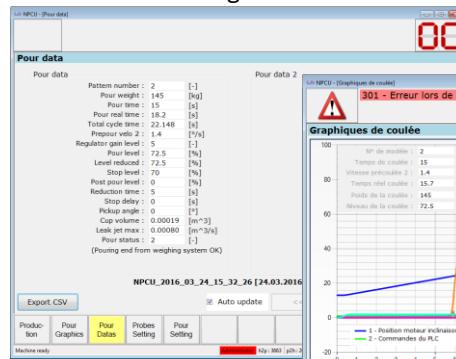 NPCU - [Pour data]
Pour data
Pour data
Pour data 2
Pattern number : 2 [-]
Pour weight : 145 [kg]
Pour time : 15 [s]
Pour real time : 18.2 [s]
Total cycle time : 22.148 [s]
Prepour velo 2 : 1.4 [°/s]
Regulator gain level : 5 [-]
Pour level : 72.5 [%]
Level reduced : 72.5 [%]
Stop level : 70 [%]
Post pour level : 0 [%]
Reduction time : 5 [s]
Stop delay : 0 [s]
Pickup angle : 0 [°]
Cup volume : 0.00019 [m^3]
Leak jet max : 0.00080 [m^3/s]
Pour status : 2 [-]
(Pouring end from weighing system OK)
NPCU_2016_03_24_15_32_26 [24.03.2016
Export CSV
Auto update
<<
Produc-tion
Pour Graphics
Pour Datas
Probes Setting
Pour Setting
Machine ready
NPCU - [Graphiques de coulée]
301 - Erreur lors de
Graphiques de coulée
N° de modèle : 2
Temps de coulée : 15
Vitesse précoulée 2 : 1.4
Temps réel coulée : 15.7
Poids de la coulée : 145
Niveau de la coulée : 72.5
100
80
60
40
20
0
-20
1 - Position moteur inclinaison
2 - Commandes du PLC